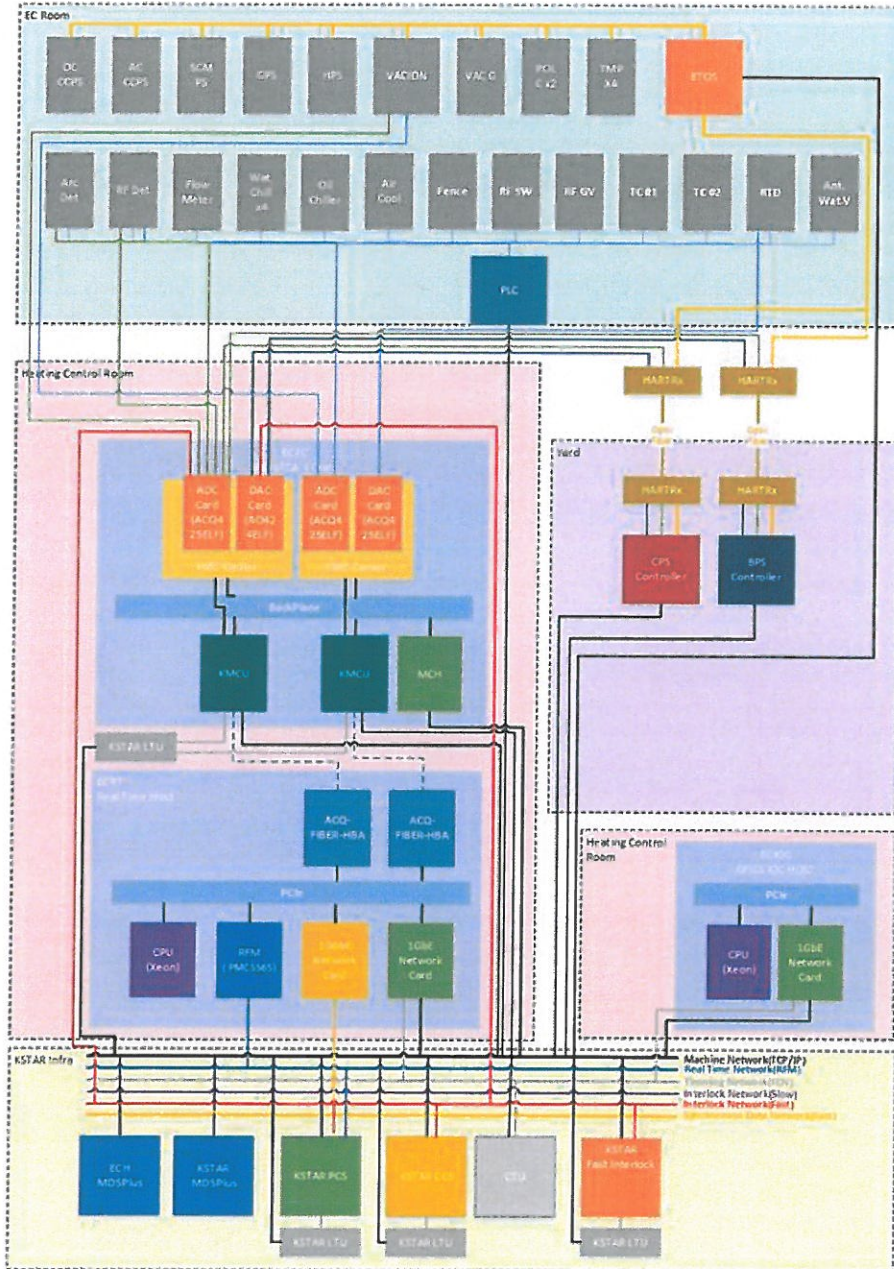 EC Room
DC
CCPS
AC
CCPS
SCM
PS
GPS
HPS
VACION
VAC G
TMP
X4
BTOS
Arc
Det
RF Det
Flow
Meter
Wat.
Chill
x4
Oil
Chiller
Air
Cool
Fence
RF SW
RF GV
TC #1
TC #2
RTD
Ant.
Wat.V
PLC
Heating Control Room
HARTRx
HARTRx
Yard
HARTRx
HARTRx
ADC
Card
(ACQ4
25ELF)
DAC
Card
(AO42
4ELF)
ADC
Card
(ACQ4
25ELF)
DAC
Card
(ACQ4
25ELF)
CPS
Controller
BPS
Controller
BackPlane
KMCU
KMCU
MCH
KSTAR LTU
Real Time Host
ACQ-
FIBER-HBA
ACQ-
FIBER-HBA
PCIe
CPU
(Xeon)
RFM
(PMC5565)
10GbE
Network
Card
1GbE
Network
Card
Heating Control
Room
PCIe
CPU
(Xeon)
1GbE
Network
Card
KSTAR Infra
Machine Network(TCP/IP)
Real Time Network(RFM)
Interlock Network(Slow)
Interlock Network(Fast)
ECH
MDSPlus
KSTAR
MDSPlus
KSTAR PCS
KSTAR
CTU
KSTAR
Fast Interlock
KSTAR LTU
KSTAR LTU
KSTAR LTU